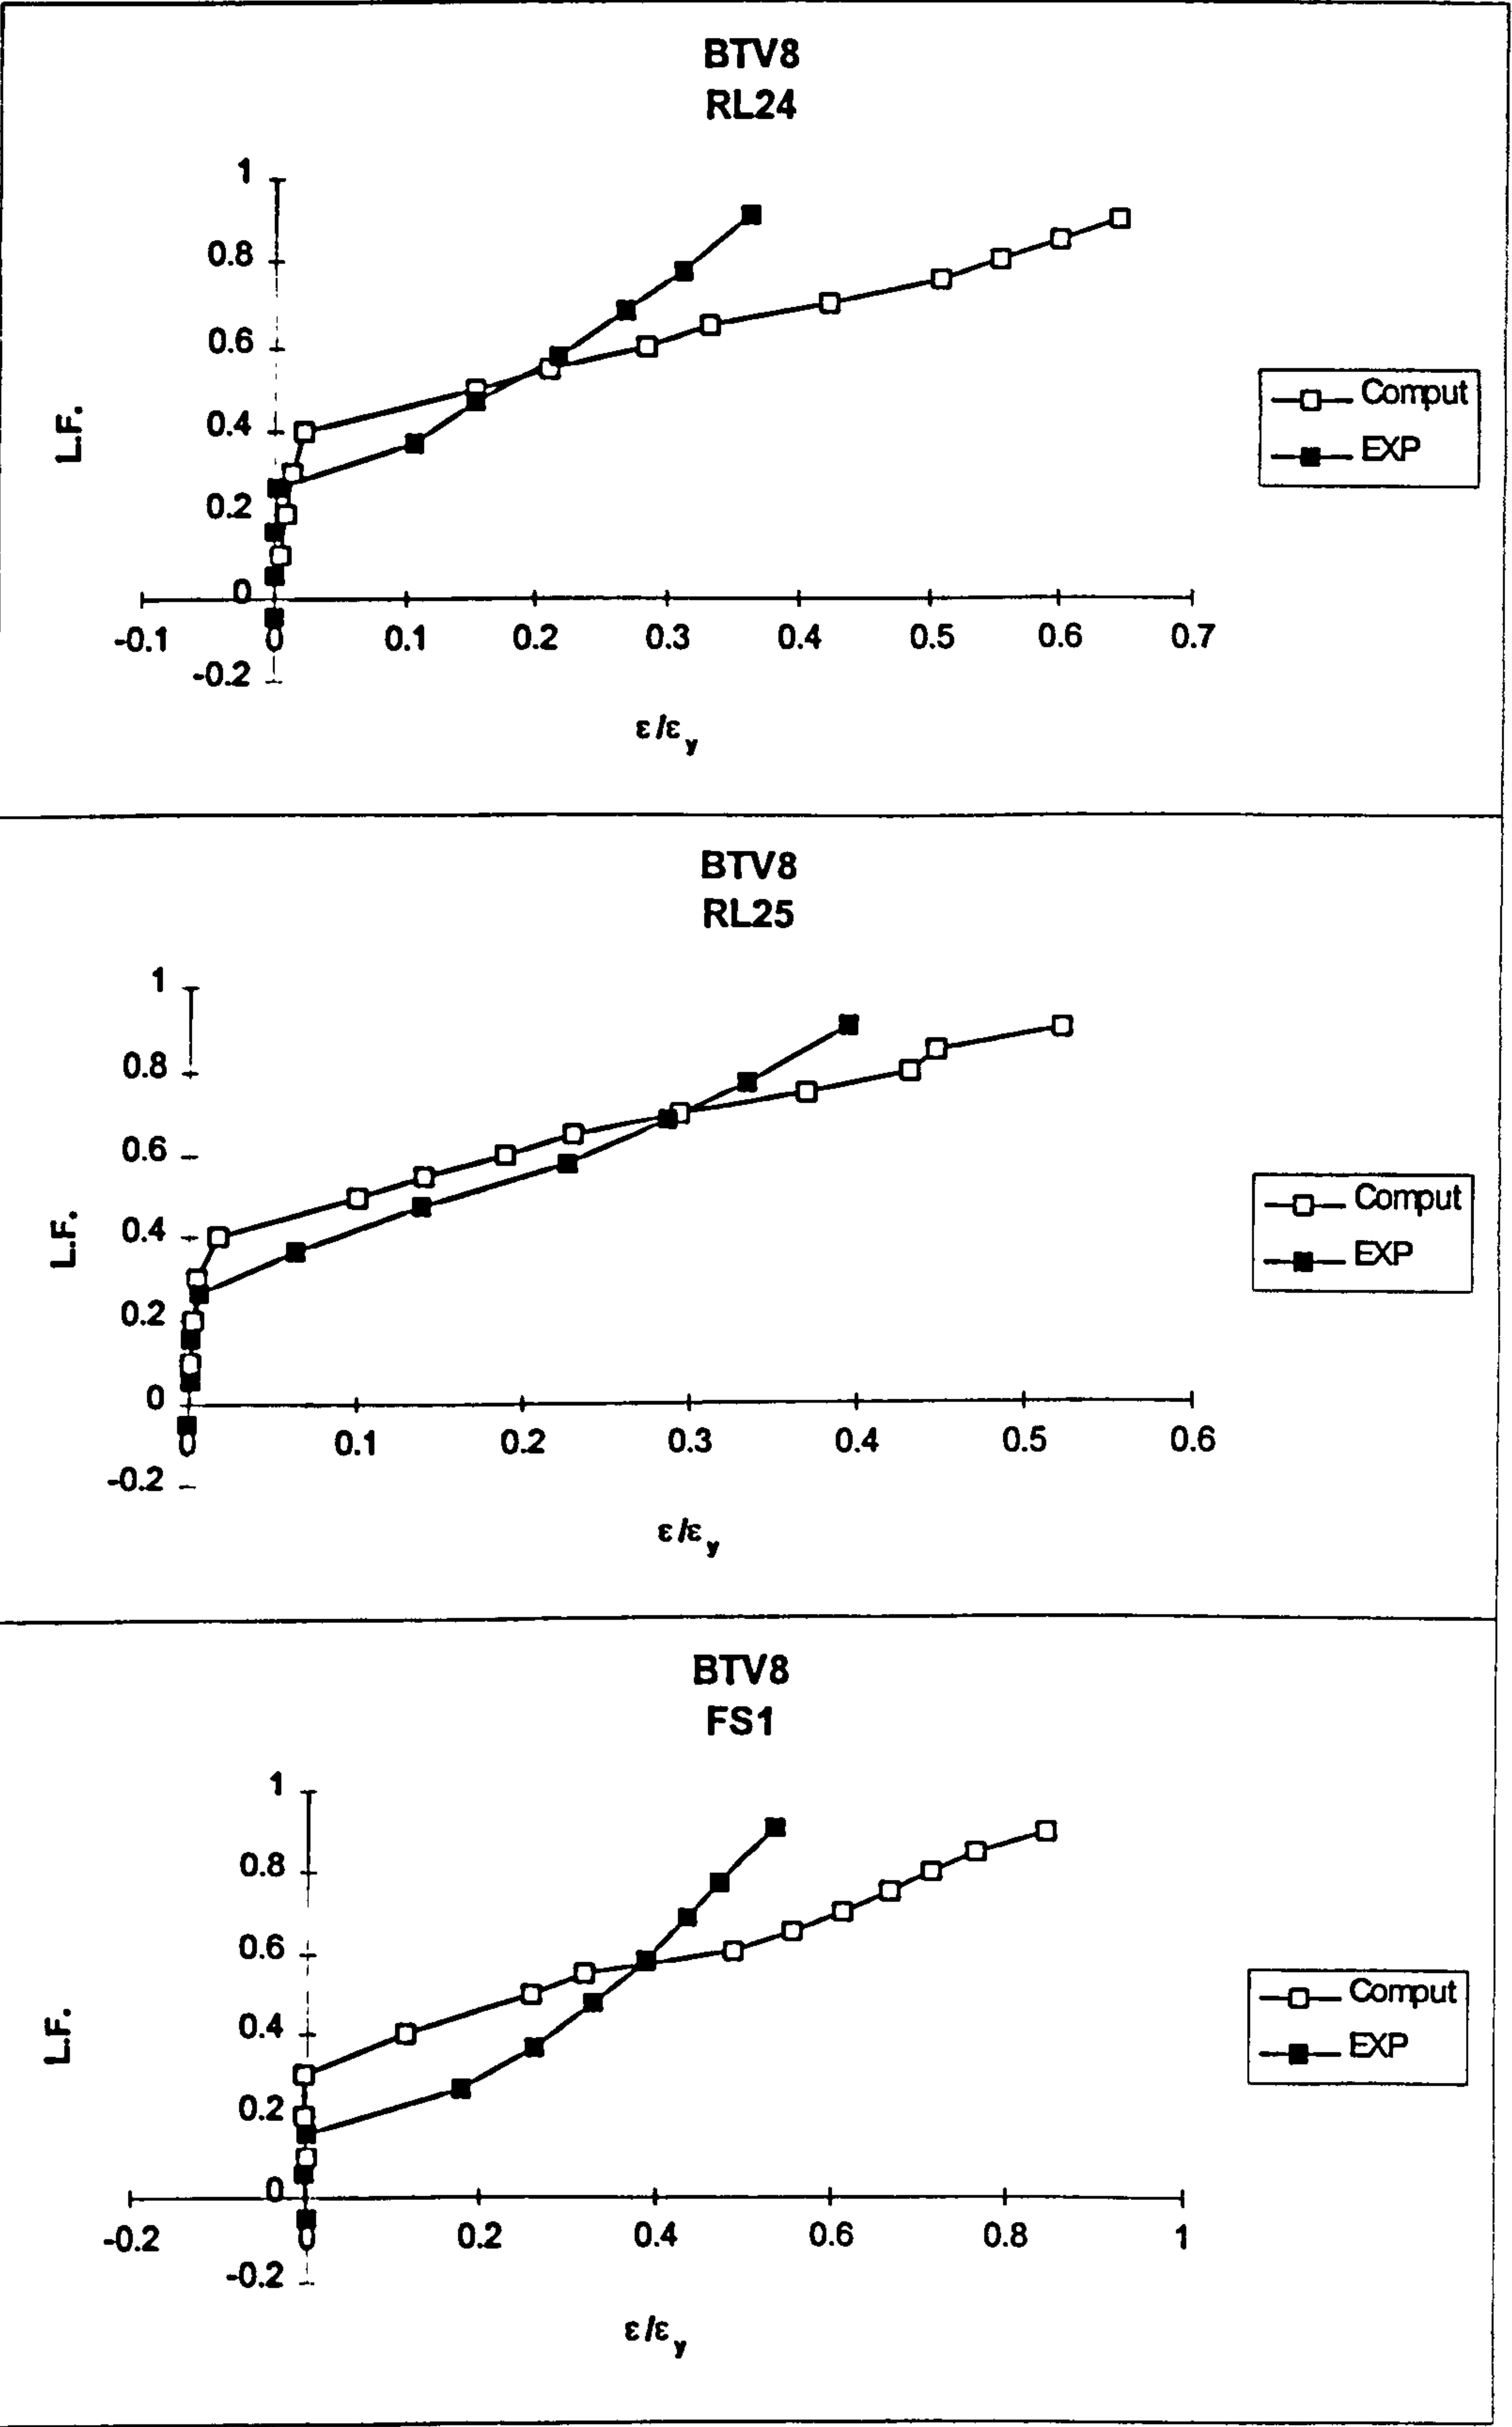 BTV8
RL24
1
0.8
0.6
0.4
0.2
0
-0.2
L.F.
-0.1 0 0.1 0.2 0.3 0.4 0.5 0.6 0.7
ε/εy
Comput
EXP
BTV8
RL25
1
0.8
0.6
0.4
0.2
0
-0.2
L.F.
0 0.1 0.2 0.3 0.4 0.5 0.6
ε/εy
Comput
EXP
BTV8
FS1
1
0.8
0.6
0.4
0.2
0
-0.2
L.F.
-0.2 0 0.2 0.4 0.6 0.8 1
ε/εy
Comput
EXP